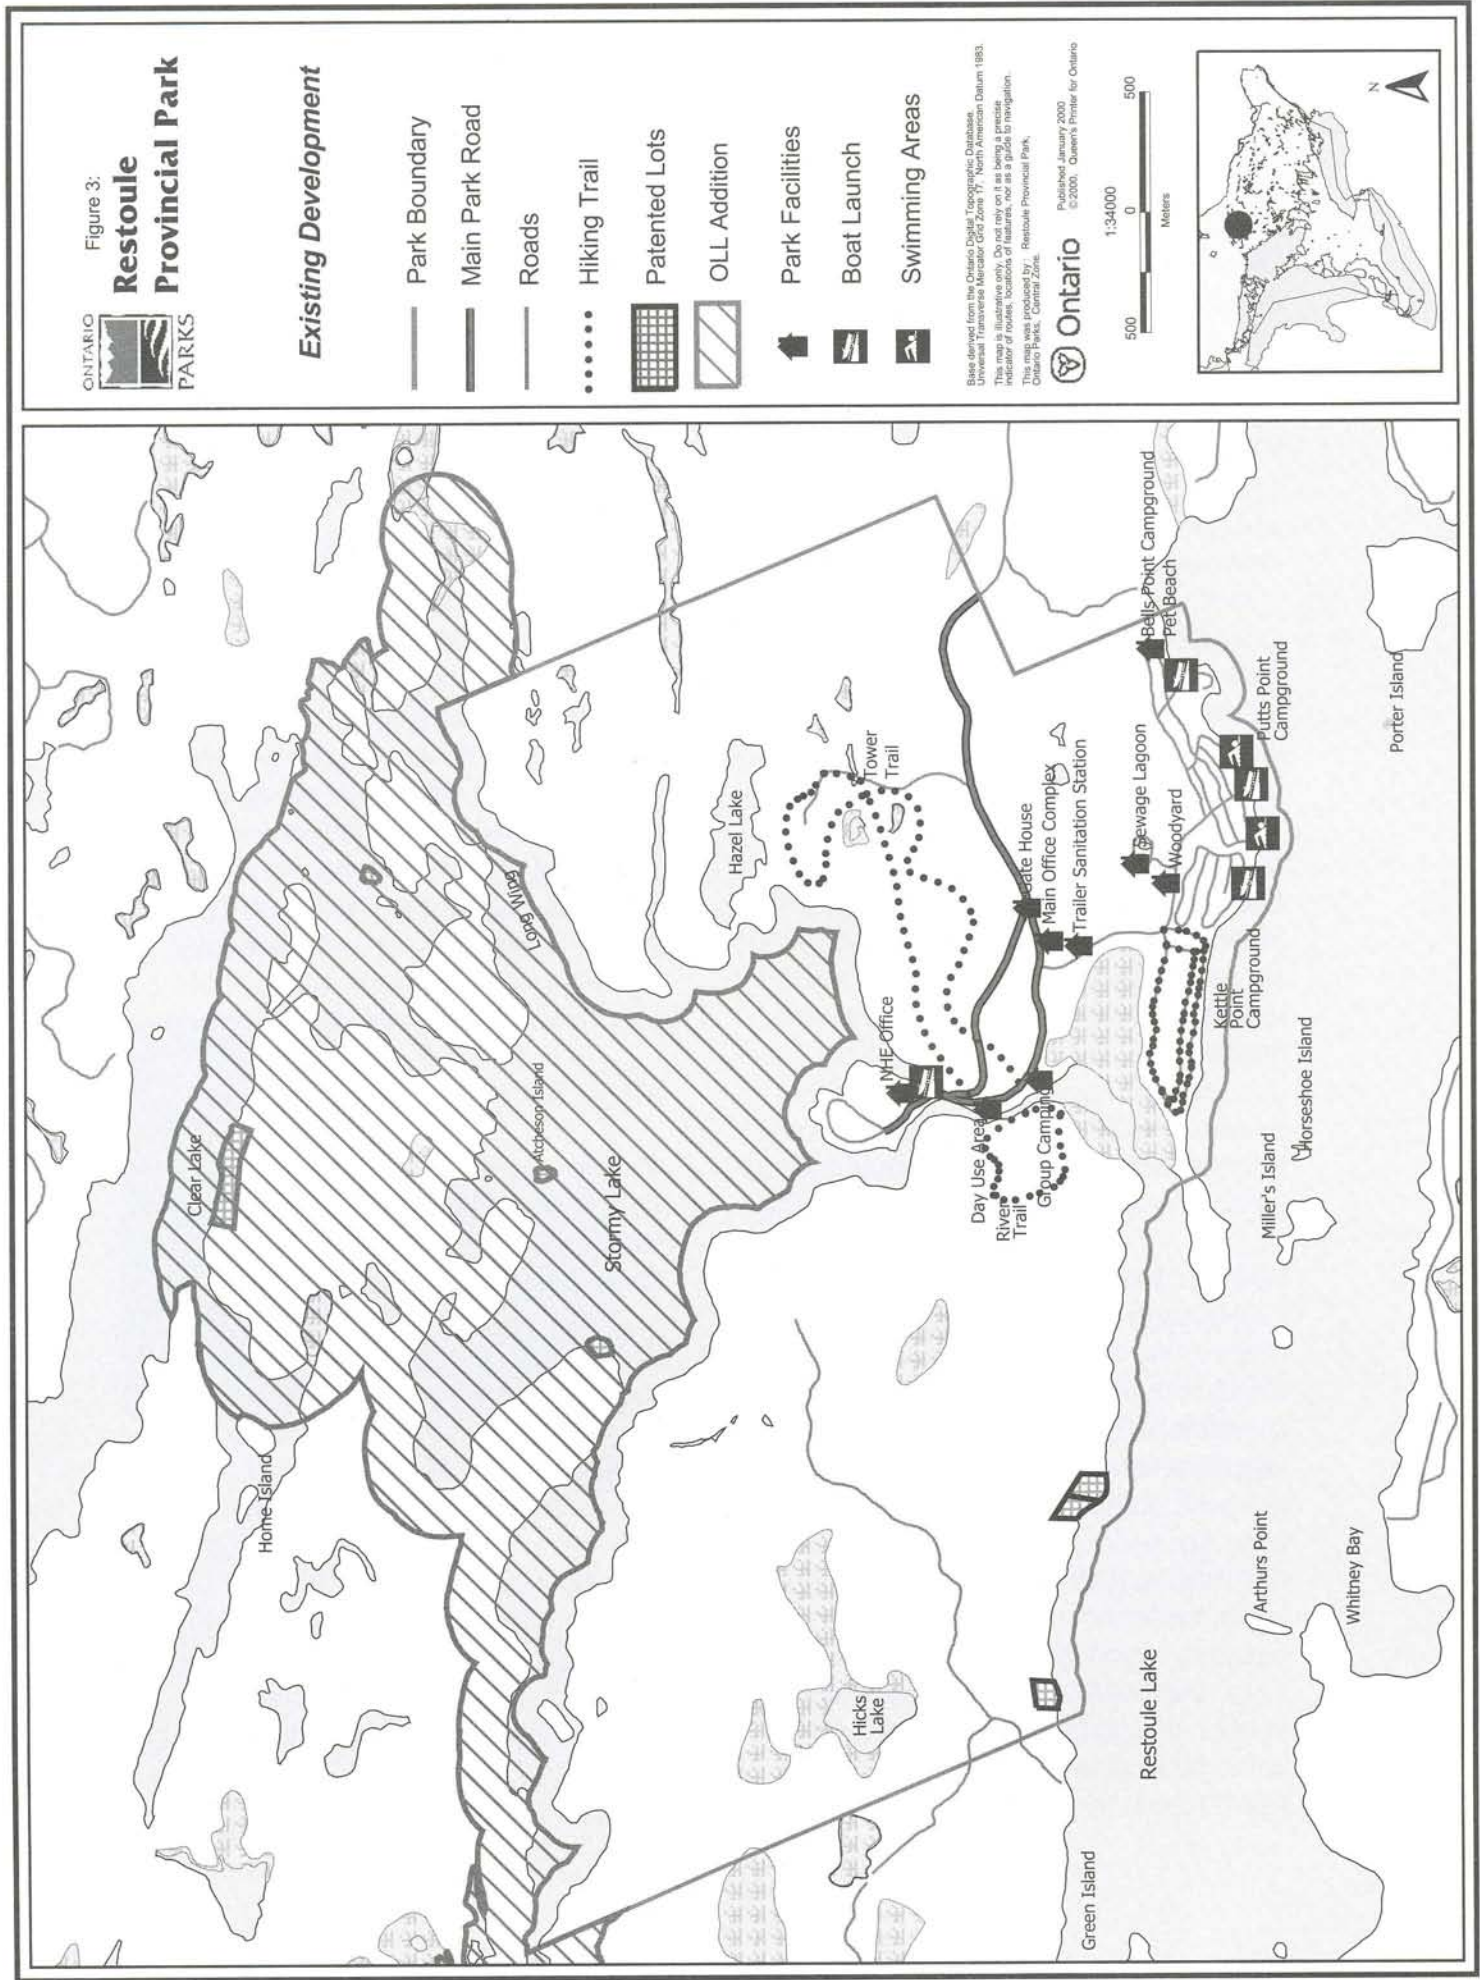 Figure 3:
Restoule
Provincial Park
ONTARIO
PARKS
Existing Development
Park Boundary
Main Park Road
Roads
Hiking Trail
Patented Lots
OLL Addition
Park Facilities
Boat Launch
Swimming Areas
Base derived from the Ontario Digital Topographic Database.
Universal Transverse Mercator Grid Zone 17, North American Datum 1983.
This map is illustrative only. Do not rely on it as being a precise
indicator of routes, locations of features, nor as a guide to navigation.
This map was produced by: Restoule Provincial Park,
Ontario Parks, Central Zone.
Ontario
Published January 2000
©2000, Queen's Printer for Ontario
1:34000
500 0 500
Meters
N
Clear Lake
Home Island
Long Wing
Atcheson Island
Stormy Lake
Hazel Lake
Tower
Trail
NHE Office
Gate House
Main Office Complex
Trailer Sanitation Station
Day Use Area
River
Trail
Group Camping
Sewage Lagoon
Woodyard
Bells Point Campground
Pet Beach
Putts Point
Campground
Kettle
Point
Campground
Porter Island
Horseshoe Island
Miller's Island
Hicks
Lake
Arthurs Point
Whitney Bay
Restoule Lake
Green Island